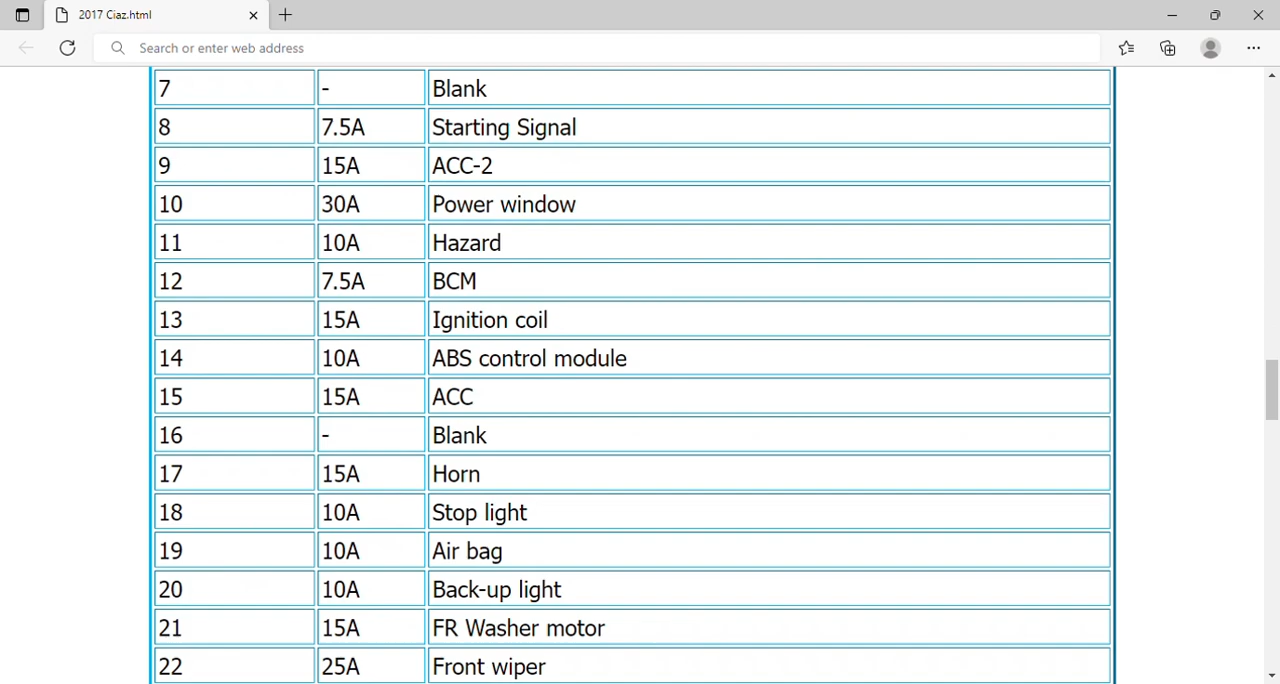 2017 Ciaz.html
Search or enter web address
7 - Blank
8 7.5A Starting Signal
9 15A ACC-2
10 30A Power window
11 10A Hazard
12 7.5A BCM
13 15A Ignition coil
14 10A ABS control module
15 15A ACC
16 - Blank
17 15A Horn
18 10A Stop light
19 10A Air bag
20 10A Back-up light
21 15A FR Washer motor
22 25A Front wiper